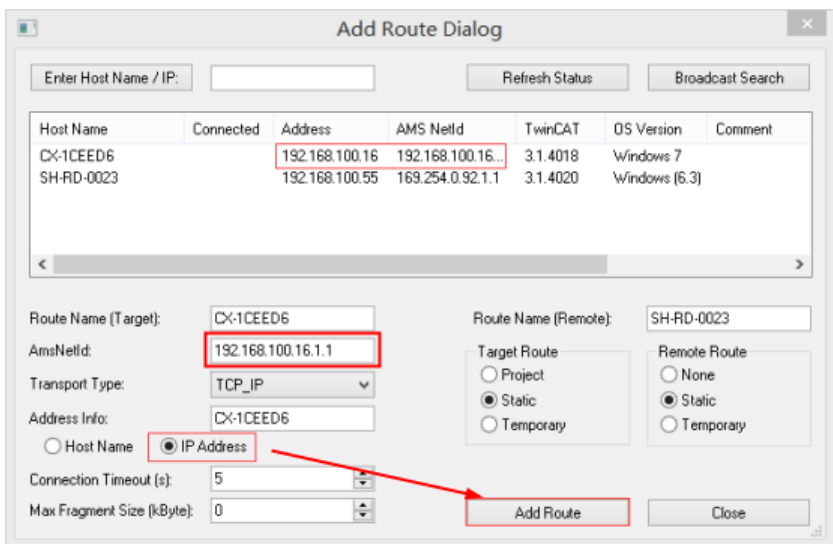 Add Route Dialog
Enter Host Name / IP: Refresh Status Broadcast Search
Host Name Connected Address AMS NetId TwinCAT OS Version Comment
CX-1CEED6 192.168.100.16 192.168.100.16... 3.1.4018 Windows 7
SH-RD-0023 192.168.100.55 169.254.0.92.1.1 3.1.4020 Windows (6.3)
Route Name (Target): CX-1CEED6 Route Name (Remote): SH-RD-0023
AmsNetId: 192.168.100.16.1.1 Target Route Remote Route
Project None
Transport Type: TCP_IP Static Static
Address Info: CX-1CEED6 Temporary Temporary
Host Name IP Address
Connection Timeout (s): 5
Max Fragment Size (kByte): 0 Add Route Close